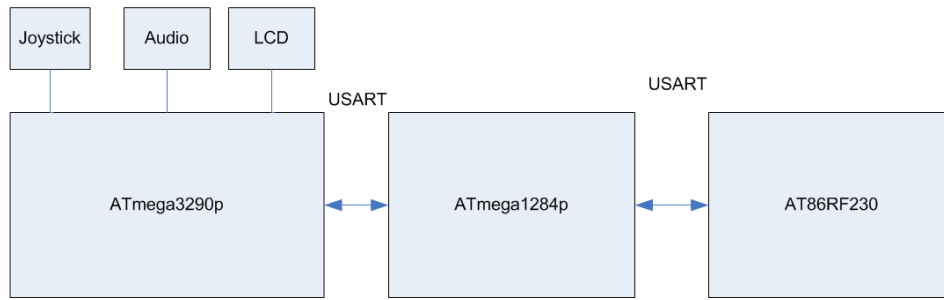 Joystick
Audio
LCD
USART
USART
ATmega3290p
ATmega1284p
AT86RF230